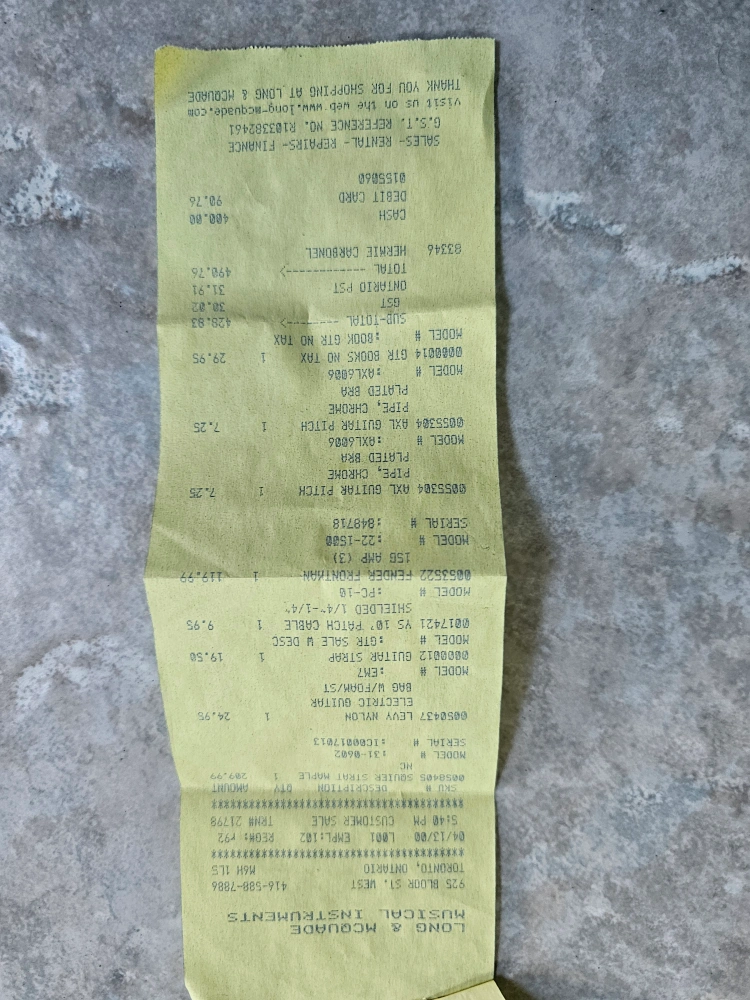 LONG & MCQUADE
MUSICAL INSTRUMENTS
925 BLOOR ST. WEST 416-588-7886
TORONTO, ONTARIO M6H 1L5
****************************************
04/13/00 L001 EMPL:102 REG#: r92
5:40 PM CUSTOMER SALE TRN# 21798
****************************************
SKU # DESCRIPTION QTY AMOUNT
0058405 SQUIER STRAT MAPLE 1 209.99
NC
MODEL # :31-0602
SERIAL # :IC00017013
0050437 LEVY NYLON 1 24.95
ELECTRIC GUITAR
BAG W/FOAM/ST
MODEL # :EM7
0000012 GUITAR STRAP 1 19.50
MODEL # :GTR SALE W DESC
0017421 YS 10' PATCH CABLE 1 9.95
SHIELDED 1/4"-1/4"
MODEL # :PC-10
0053522 FENDER FRONTMAN 1 119.99
15G AMP (3)
MODEL # :22-1500
SERIAL # :848718
0055304 AXL GUITAR PITCH 1 7.25
PIPE, CHROME
PLATED BRA
MODEL # :AXL6006
0055304 AXL GUITAR PITCH 1 7.25
PIPE, CHROME
PLATED BRA
MODEL # :AXL6006
0000014 GTR BOOKS NO TAX 1 29.95
MODEL # :BOOK GTR NO TAX
SUB-TOTAL --------> 428.83
GST 30.02
ONTARIO PST 31.91
TOTAL ------------> 490.76
83346 HERMIE CARBONEL
CASH 400.00
DEBIT CARD 90.76
0155060
SALES- RENTAL - REPAIRS- FINANCE
G.S.T. REFERENCE NO. R103382461
visit us on the web www.long-mcquade.com
THANK YOU FOR SHOPPING AT LONG & MCQUADE